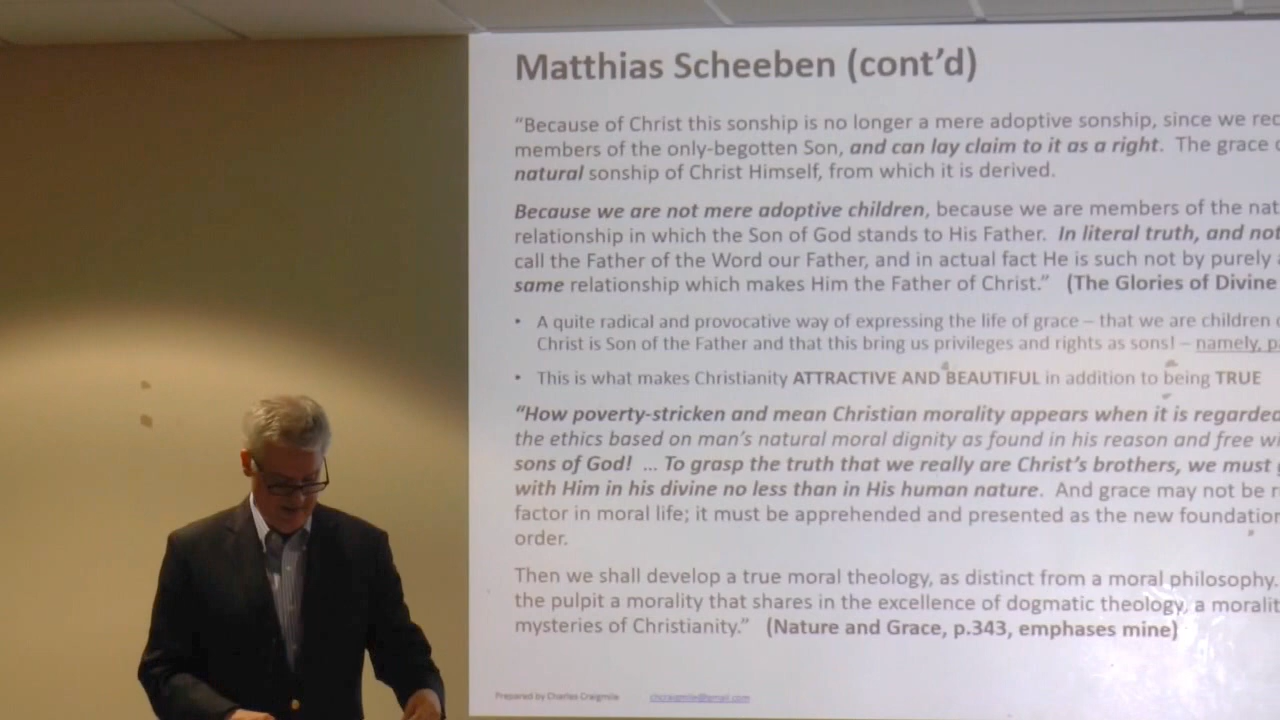 Matthias Scheeben (cont’d)
“Because of Christ this sonship is no longer a mere adoptive sonship, since we rec
members of the only-begotten Son, and can lay claim to it as a right. The grace
natural sonship of Christ Himself, from which it is derived.
Because we are not mere adoptive children, because we are members of the nat
relationship in which the Son of God stands to His Father. In literal truth, and not
call the Father of the Word our Father, and in actual fact He is such not by purely
same relationship which makes Him the Father of Christ.” (The Glories of Divine
• A quite radical and provocative way of expressing the life of grace – that we are children
Christ is Son of the Father and that this bring us privileges and rights as sons! – namely, p
• This is what makes Christianity ATTRACTIVE AND BEAUTIFUL in addition to being TRUE
“How poverty-stricken and mean Christian morality appears when it is regarded
the ethics based on man’s natural moral dignity as found in his reason and free w
sons of God! ... To grasp the truth that we really are Christ’s brothers, we must
with Him in his divine no less than in His human nature. And grace may not be
factor in moral life; it must be apprehended and presented as the new foundation
order.
Then we shall develop a true moral theology, as distinct from a moral philosophy.
the pulpit a morality that shares in the excellence of dogmatic theology, a moralit
mysteries of Christianity.” (Nature and Grace, p.343, emphases mine)
Prepared by Charles Craigmile chcraigmile@gmail.com